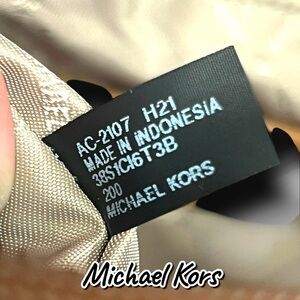 AC-2107 H21
MADE IN INDONESIA
38S1CI6T3B
200
MICHAEL KORS
Michael Kors